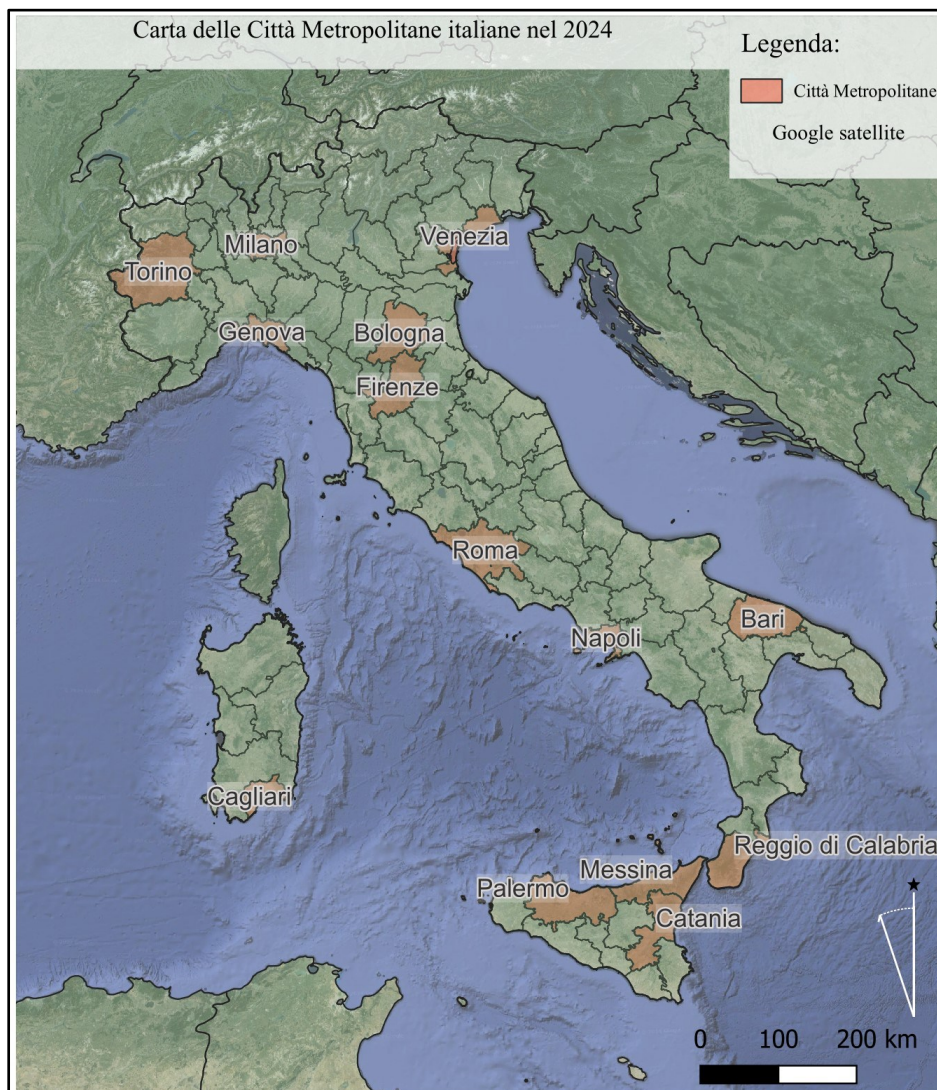 Carta delle Città Metropolitane italiane nel 2024
Legenda:
Città Metropolitane
Google satellite
Venezia
Milano
Torino
Genova
Bologna
Firenze
Roma
Bari
Napoli
Cagliari
Reggio di Calabria
Messina
Palermo
Catania
0 100 200 km